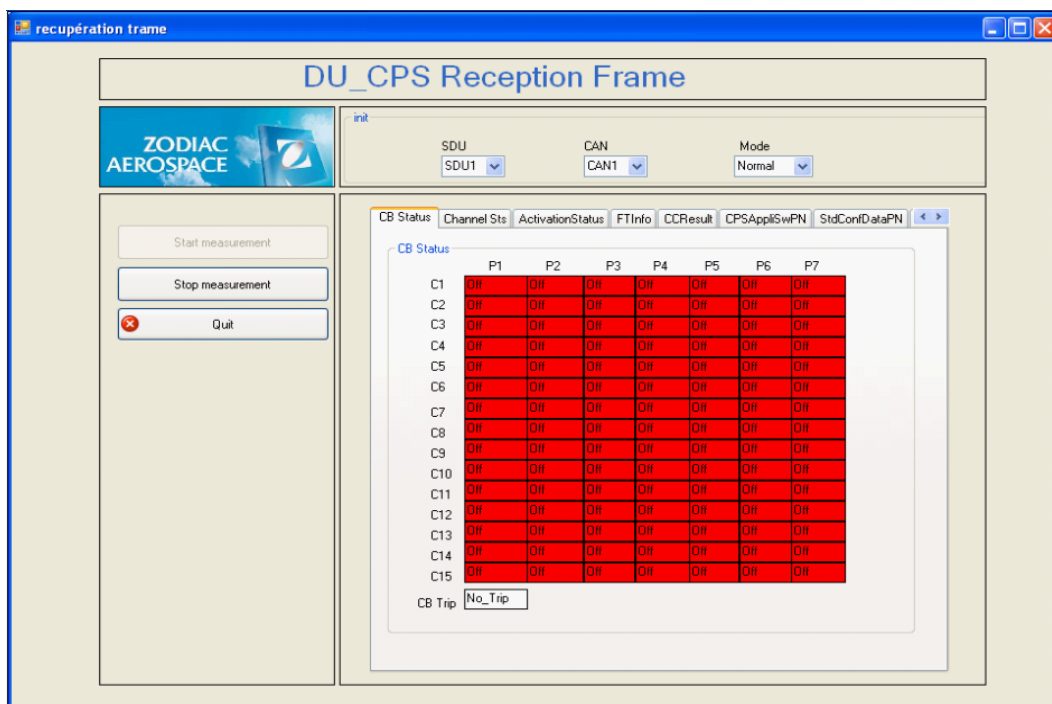 recupération trame
DU_CPS Reception Frame
ZODIAC
AEROSPACE
init
SDU CAN Mode
SDU1 CAN1 Normal
Start measurement
Stop measurement
Quit
CB Status Channel Sts ActivationStatus FTInfo CCResult CPSAppliSwPN StdConfDataPN
CB Status
P1 P2 P3 P4 P5 P6 P7
C1 Off Off Off Off Off Off Off
C2 Off Off Off Off Off Off Off
C3 Off Off Off Off Off Off Off
C4 Off Off Off Off Off Off Off
C5 Off Off Off Off Off Off Off
C6 Off Off Off Off Off Off Off
C7 Off Off Off Off Off Off Off
C8 Off Off Off Off Off Off Off
C9 Off Off Off Off Off Off Off
C10 Off Off Off Off Off Off Off
C11 Off Off Off Off Off Off Off
C12 Off Off Off Off Off Off Off
C13 Off Off Off Off Off Off Off
C14 Off Off Off Off Off Off Off
C15 Off Off Off Off Off Off Off
CB Trip No_Trip